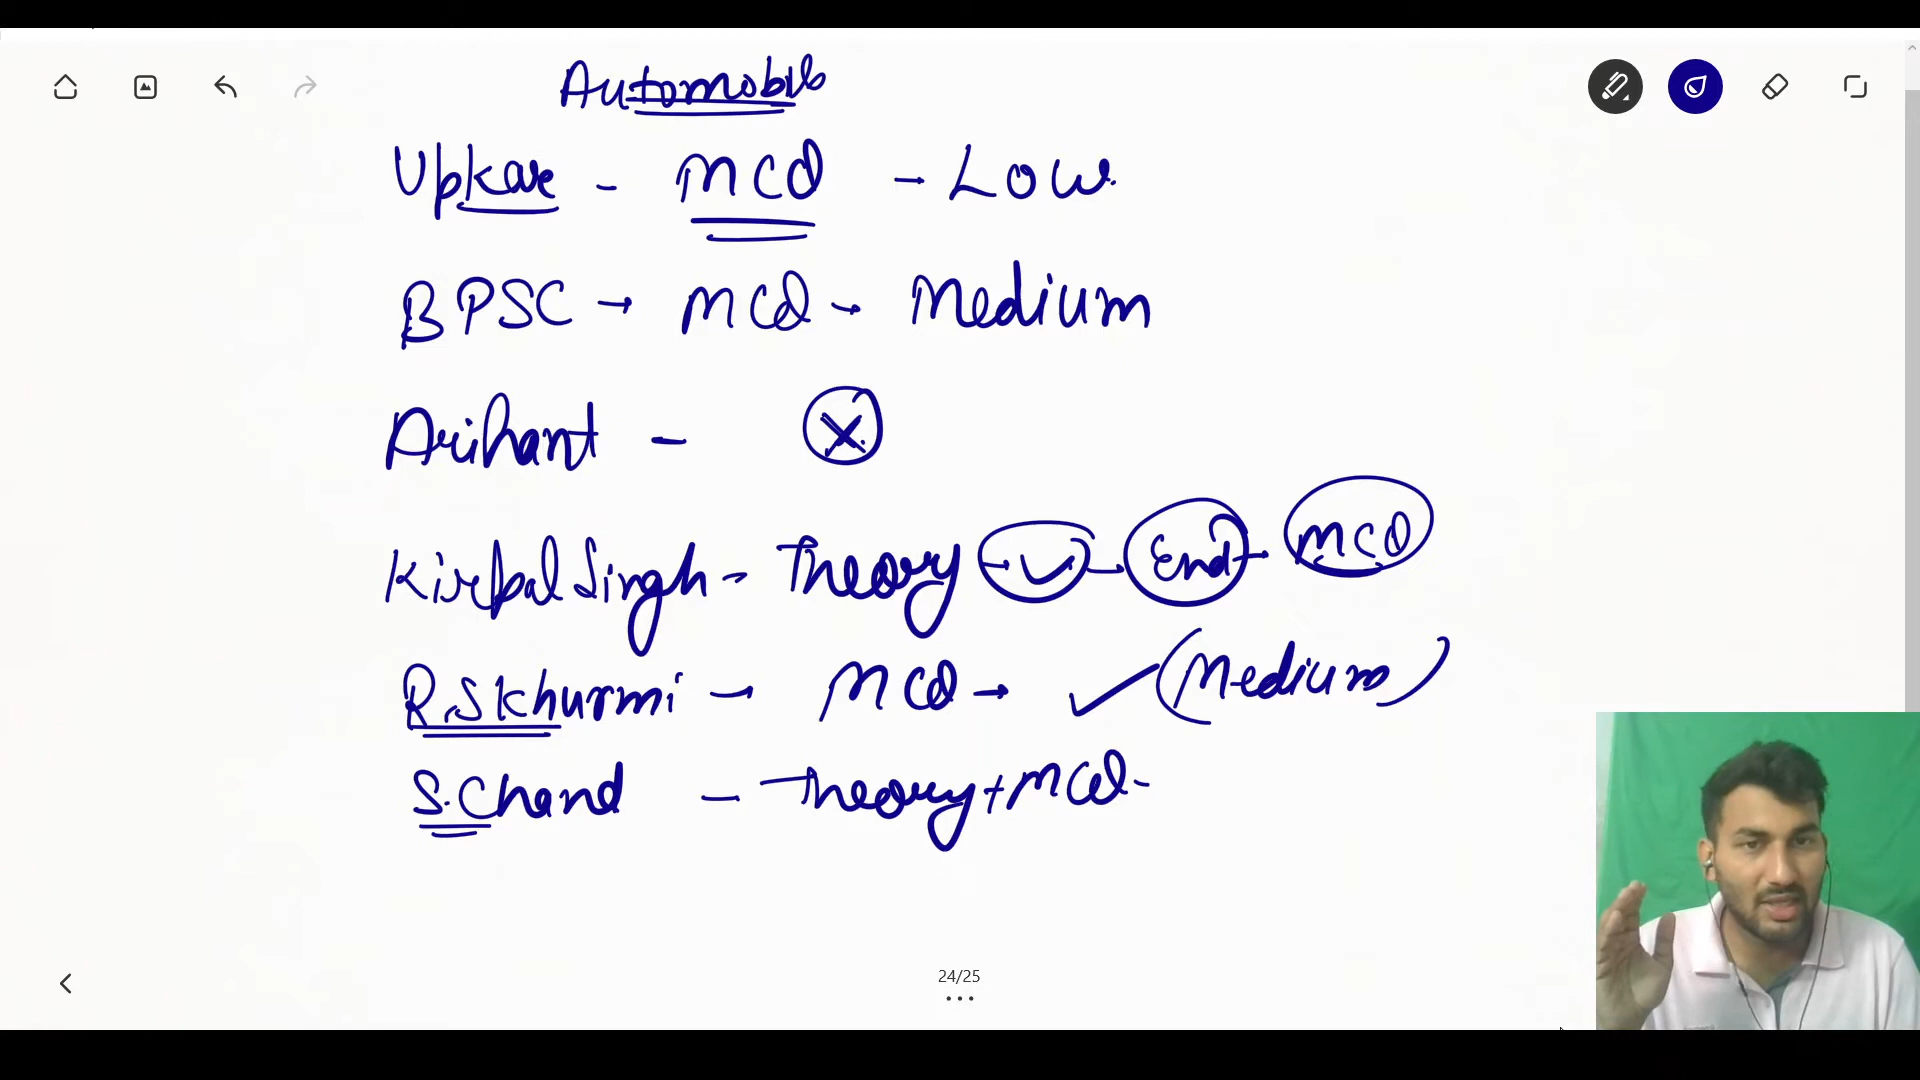 Automobile
Upkar - MCQ - Low.
BPSC → MCQ - Medium
Arihant - X
Kirpal Singh - Theory → ✓ → End → MCQ
R.S Khurmi → MCQ → ✓ (Medium)
S.Chand - Theory + MCQ -
24/25